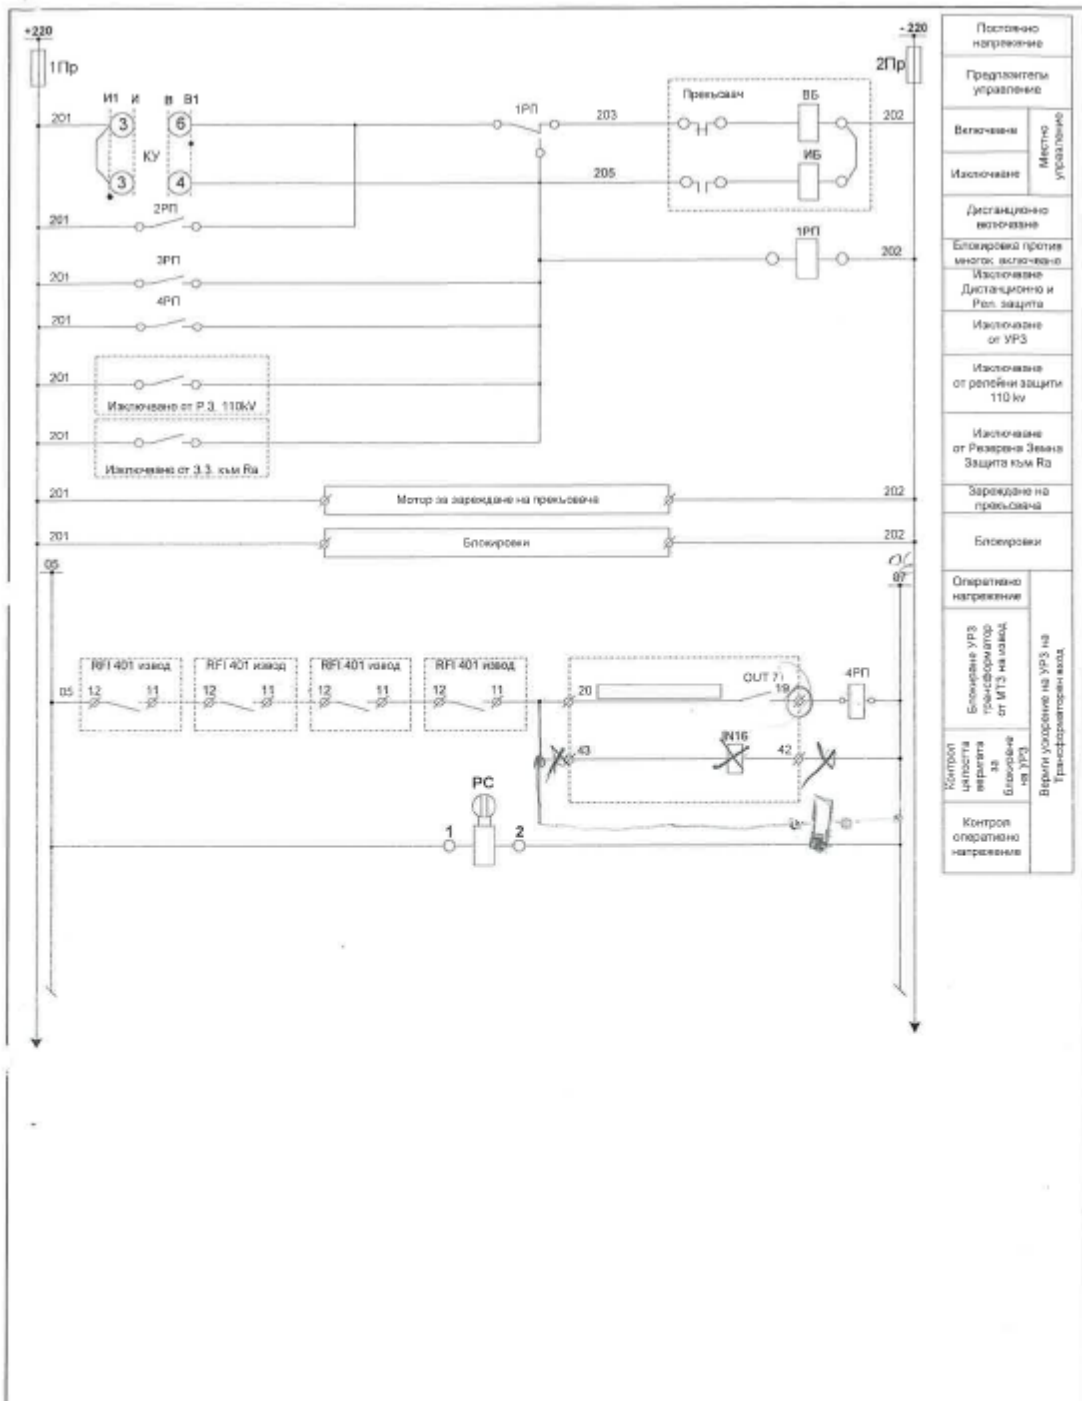 +220
- 220
1Пр
2Пр
И1 И В В1
201
3
6
КУ
3
4
1РП
203
Прекъсвач
ВБ
202
205
ИБ
201
2РП
1РП
202
201
3РП
201
4РП
201
Изключване от Р.З. 110kV
201
Изключване от З.З. към Ra
201
Мотор за зареждане на прекъсвача
202
201
Блокировки
202
05
07
RFI 401 извод
RFI 401 извод
RFI 401 извод
RFI 401 извод
05
12 11
12 11
12 11
12 11
20
OUT 7
19
4РП
43
IN16
42
РС
1
2
Постоянно
напрежение
Предпазители
управление
Включване
Изключване
Местно
управление
Дистанционно
включване
Блокировка против
многок. включване
Изключване
Дистанционно и
Рел. защита
Изключване
от УРЗ
Изключване
от релейни защити
110 kv
Изключване
от Резервна Земна
Защита към Ra
Зареждане на
прекъсвача
Блокировки
Оперативно
напрежение
Блокиране УРЗ
трансформатор
от МТЗ на извод
Контрол
цялостта
веригата
за
блокиране
на УРЗ
Контрол
оперативно
напрежение
Вериги ускорение на УРЗ на
Трансформаторен вход